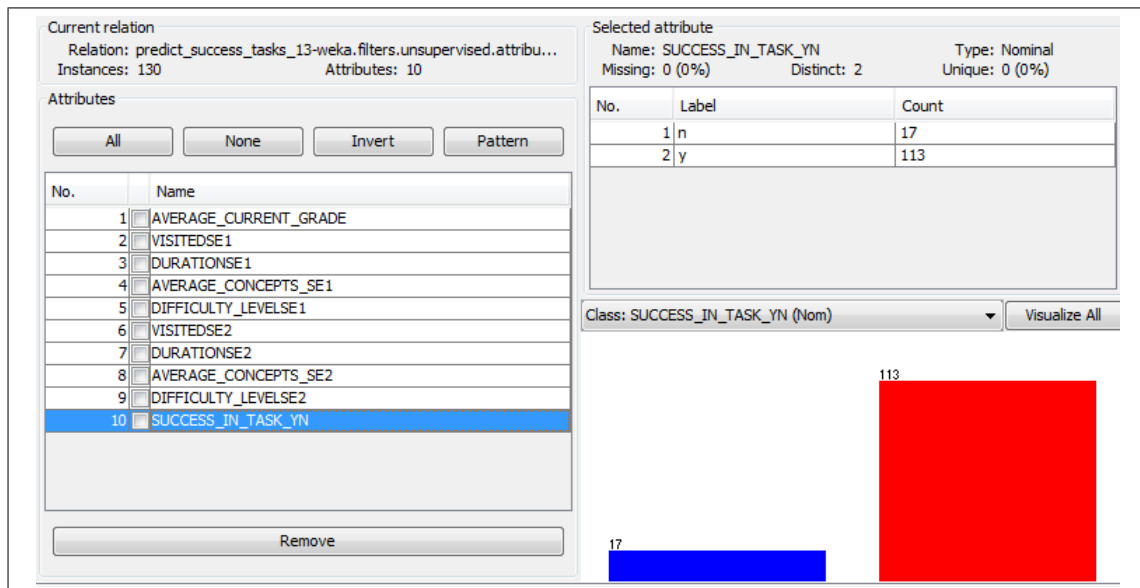 Current relation
Relation: predict_success_tasks_13-weka.filters.unsupervised.attribu...
Instances: 130 Attributes: 10
Attributes
All None Invert Pattern
No. Name
1 AVERAGE_CURRENT_GRADE
2 VISITEDSE1
3 DURATIONSE1
4 AVERAGE_CONCEPTS_SE1
5 DIFFICULTY_LEVELSE1
6 VISITEDSE2
7 DURATIONSE2
8 AVERAGE_CONCEPTS_SE2
9 DIFFICULTY_LEVELSE2
10 SUCCESS_IN_TASK_YN
Remove
Selected attribute
Name: SUCCESS_IN_TASK_YN Type: Nominal
Missing: 0 (0%) Distinct: 2 Unique: 0 (0%)
No. Label Count
1 n 17
2 y 113
Class: SUCCESS_IN_TASK_YN (Nom) Visualize All
113
17